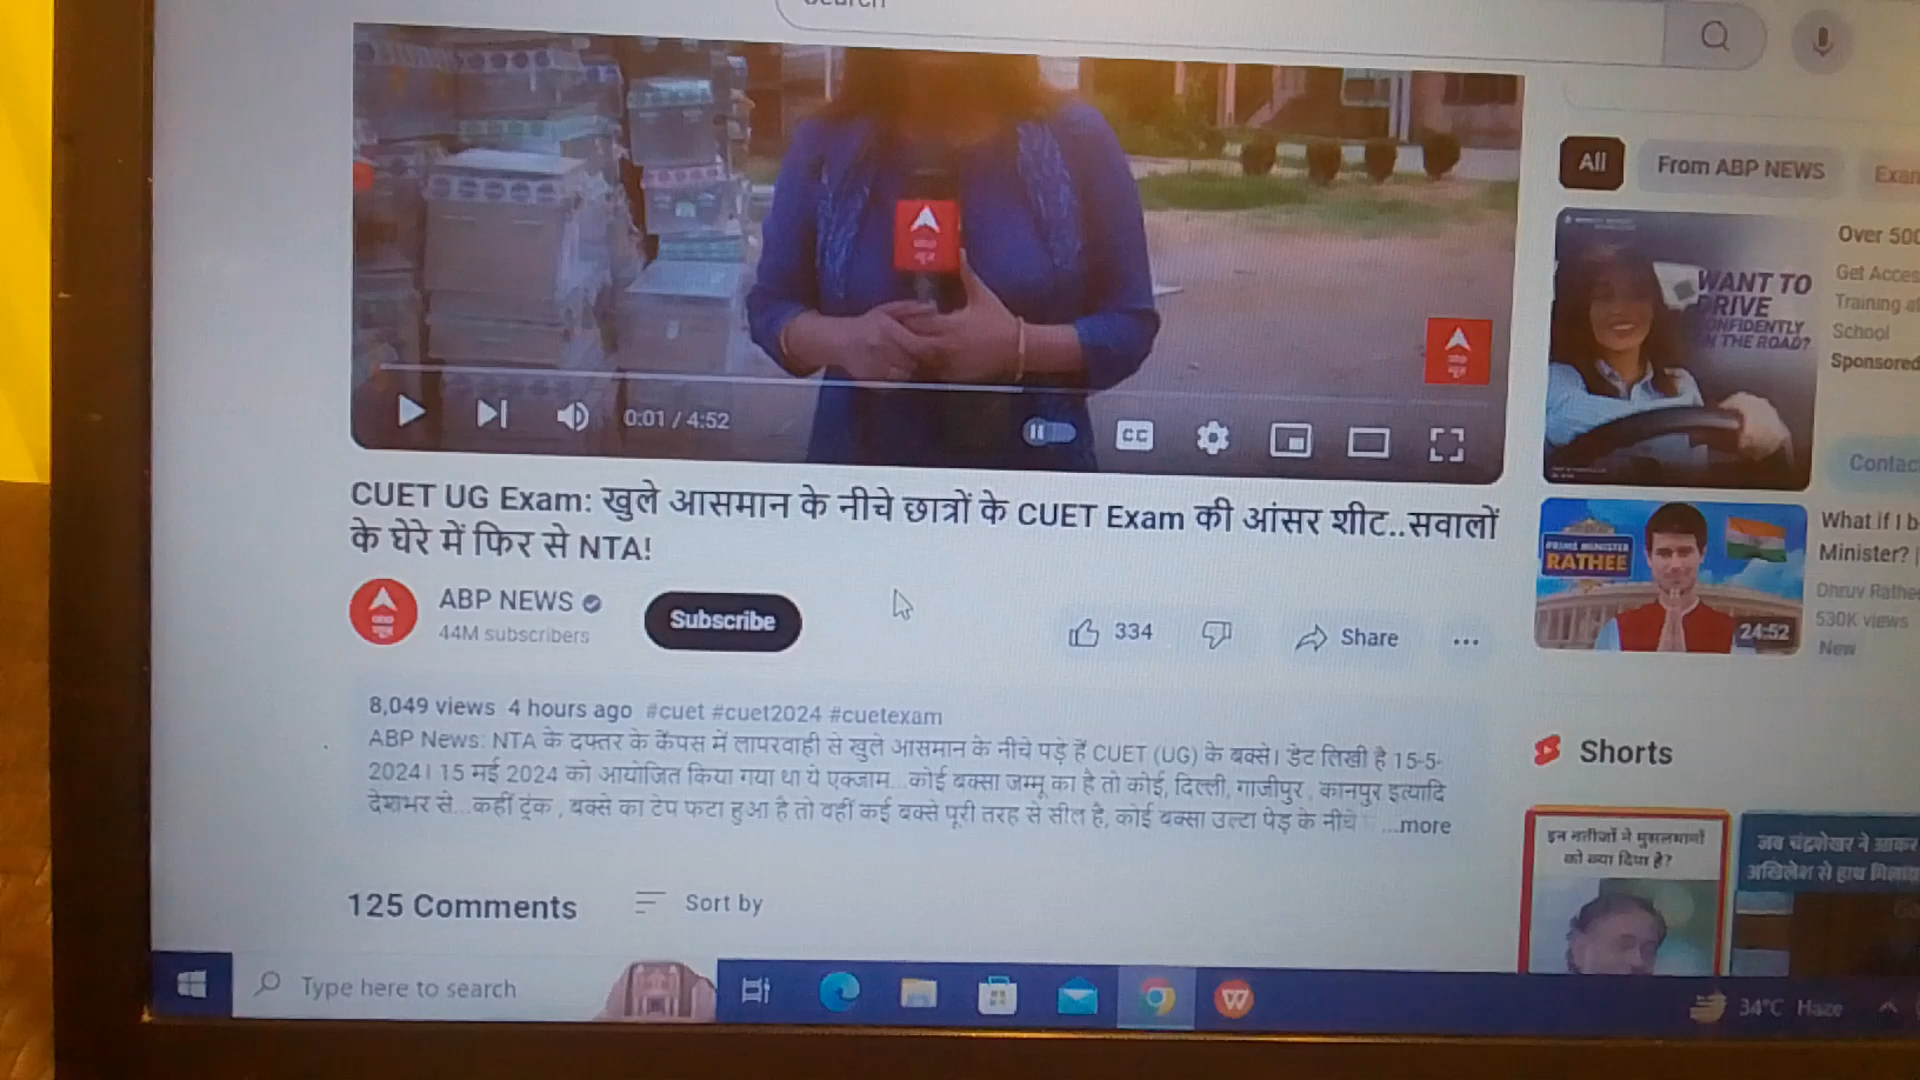 0:01 / 4:52
CUET UG Exam: खुले आसमान के नीचे छात्रों के CUET Exam की आंसर शीट..सवालों
के घेरे में फिर से NTA!
ABP NEWS
44M subscribers
Subscribe
334
Share
8,049 views 4 hours ago #cuet #cuet2024 #cuetexam
ABP News: NTA के दफ्तर के कैंपस में लापरवाही से खुले आसमान के नीचे पड़े हैं CUET (UG) के बक्से। डेट लिखी है 15-5-
2024। 15 मई 2024 को आयोजित किया गया था ये एक्जाम...कोई बक्सा जम्मू का है तो कोई, दिल्ली, गाजीपुर , कानपुर इत्यादि
देशभर से...कहीं ट्रंक , बक्से का टेप फटा हुआ है तो वहीं कई बक्से पूरी तरह से सील है, कोई बक्सा उल्टा पेड़ के नीचे ...more
125 Comments
Sort by
All
From ABP NEWS
WANT TO
DRIVE
CONFIDENTLY
ON THE ROAD?
Over 500
Get
Training
School
Sponsored
PRIME MINISTER
RATHEE
24:52
What if I
Minister? |
Dhruv
530K views
New
Shorts
इन नतीजों ने मुसलमानों
को क्या दिया है?
जब चंद्रशेखर ने आकर
अखिलेश से हाथ
Type here to search
34°C Haze